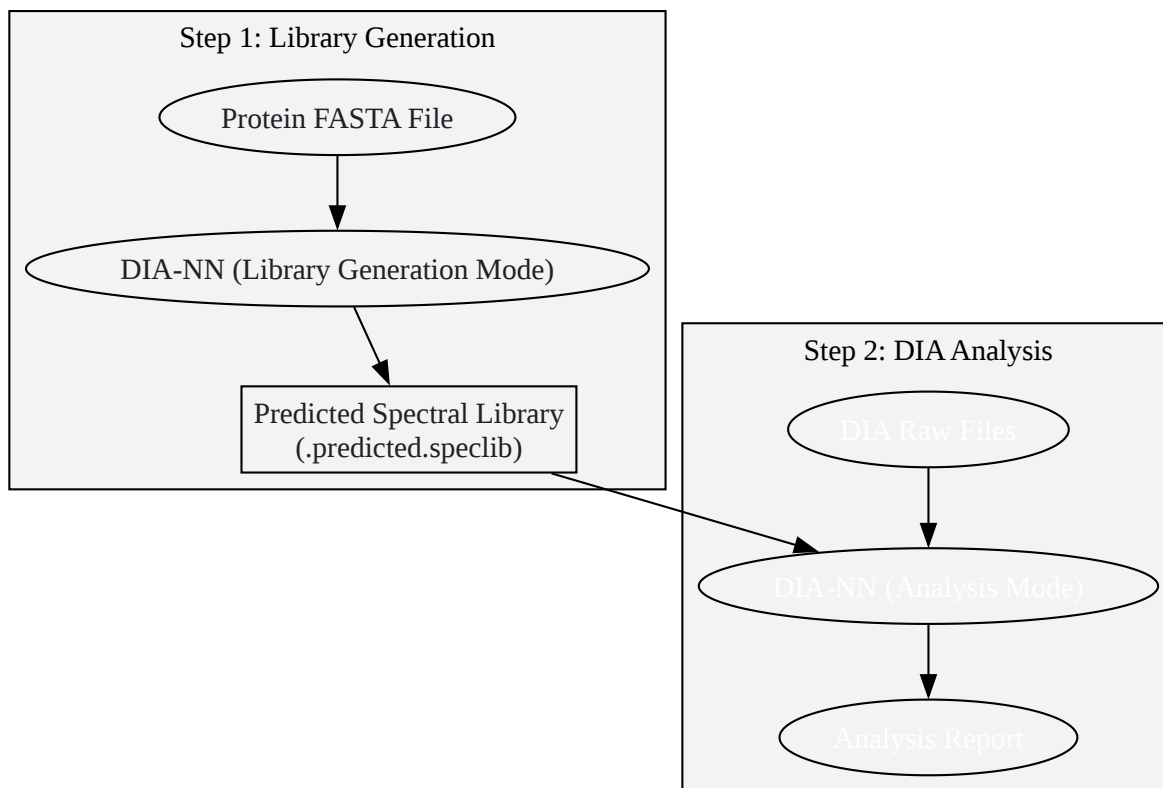 Step 1: Library Generation
Protein FASTA File
DIA-NN (Library Generation Mode)
Predicted Spectral Library
(.predicted.speclib)
Step 2: DIA Analysis
DIA Raw Files
DIA-NN (Analysis Mode)
Analysis Report